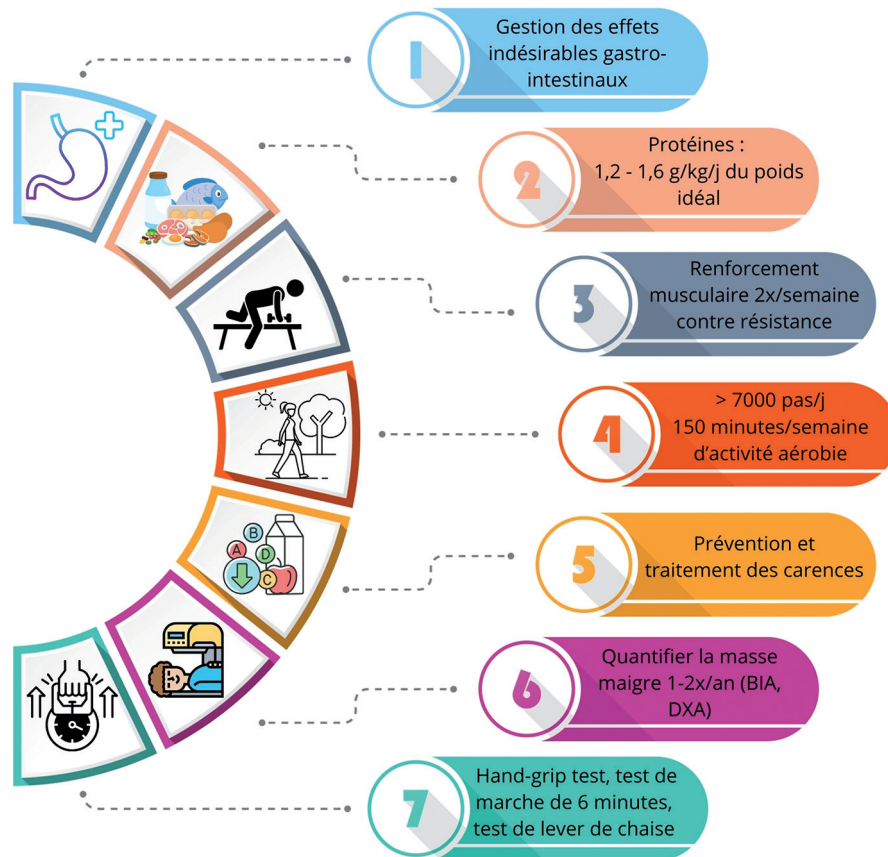 1
Gestion des effets
indésirables gastro-
intestinaux
2
Protéines :
1,2 - 1,6 g/kg/j du poids
idéal
3
Renforcement
musculaire 2x/semaine
contre résistance
4
> 7000 pas/j
150 minutes/semaine
d’activité aérobie
B
A
D
C
5
Prévention et
traitement des carences
6
Quantifier la masse
maigre 1-2x/an (BIA,
DXA)
7
Hand-grip test, test de
marche de 6 minutes,
test de lever de chaise